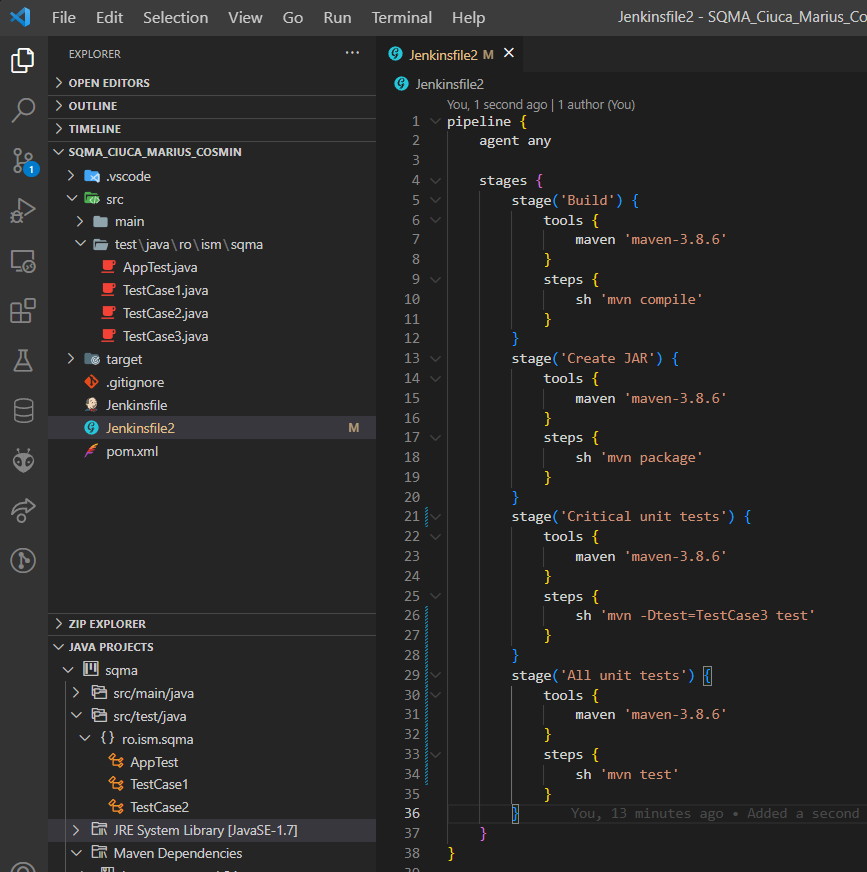 File Edit Selection View Go Run Terminal Help
Jenkinsfile2 - SQMA_Ciuca_Marius_Co
EXPLORER
OPEN EDITORS
OUTLINE
TIMELINE
SQMA_CIUCA_MARIUS_COSMIN
.vscode
src
main
test\java\ro\ism\sqma
AppTest.java
TestCase1.java
TestCase2.java
TestCase3.java
target
.gitignore
Jenkinsfile
Jenkinsfile2 M
pom.xml
1
ZIP EXPLORER
JAVA PROJECTS
sqma
src/main/java
src/test/java
{} ro.ism.sqma
AppTest
TestCase1
TestCase2
JRE System Library [JavaSE-1.7]
Maven Dependencies
Jenkinsfile2 M
Jenkinsfile2
You, 1 second ago | 1 author (You)
1 pipeline {
2     agent any
3
4     stages {
5         stage('Build') {
6             tools {
7                 maven 'maven-3.8.6'
8             }
9             steps {
10                 sh 'mvn compile'
11             }
12         }
13         stage('Create JAR') {
14             tools {
15                 maven 'maven-3.8.6'
16             }
17             steps {
18                 sh 'mvn package'
19             }
20         }
21         stage('Critical unit tests') {
22             tools {
23                 maven 'maven-3.8.6'
24             }
25             steps {
26                 sh 'mvn -Dtest=TestCase3 test'
27             }
28         }
29         stage('All unit tests') {
30             tools {
31                 maven 'maven-3.8.6'
32             }
33             steps {
34                 sh 'mvn test'
35             }
36         } You, 13 minutes ago • Added a second
37     }
38 }